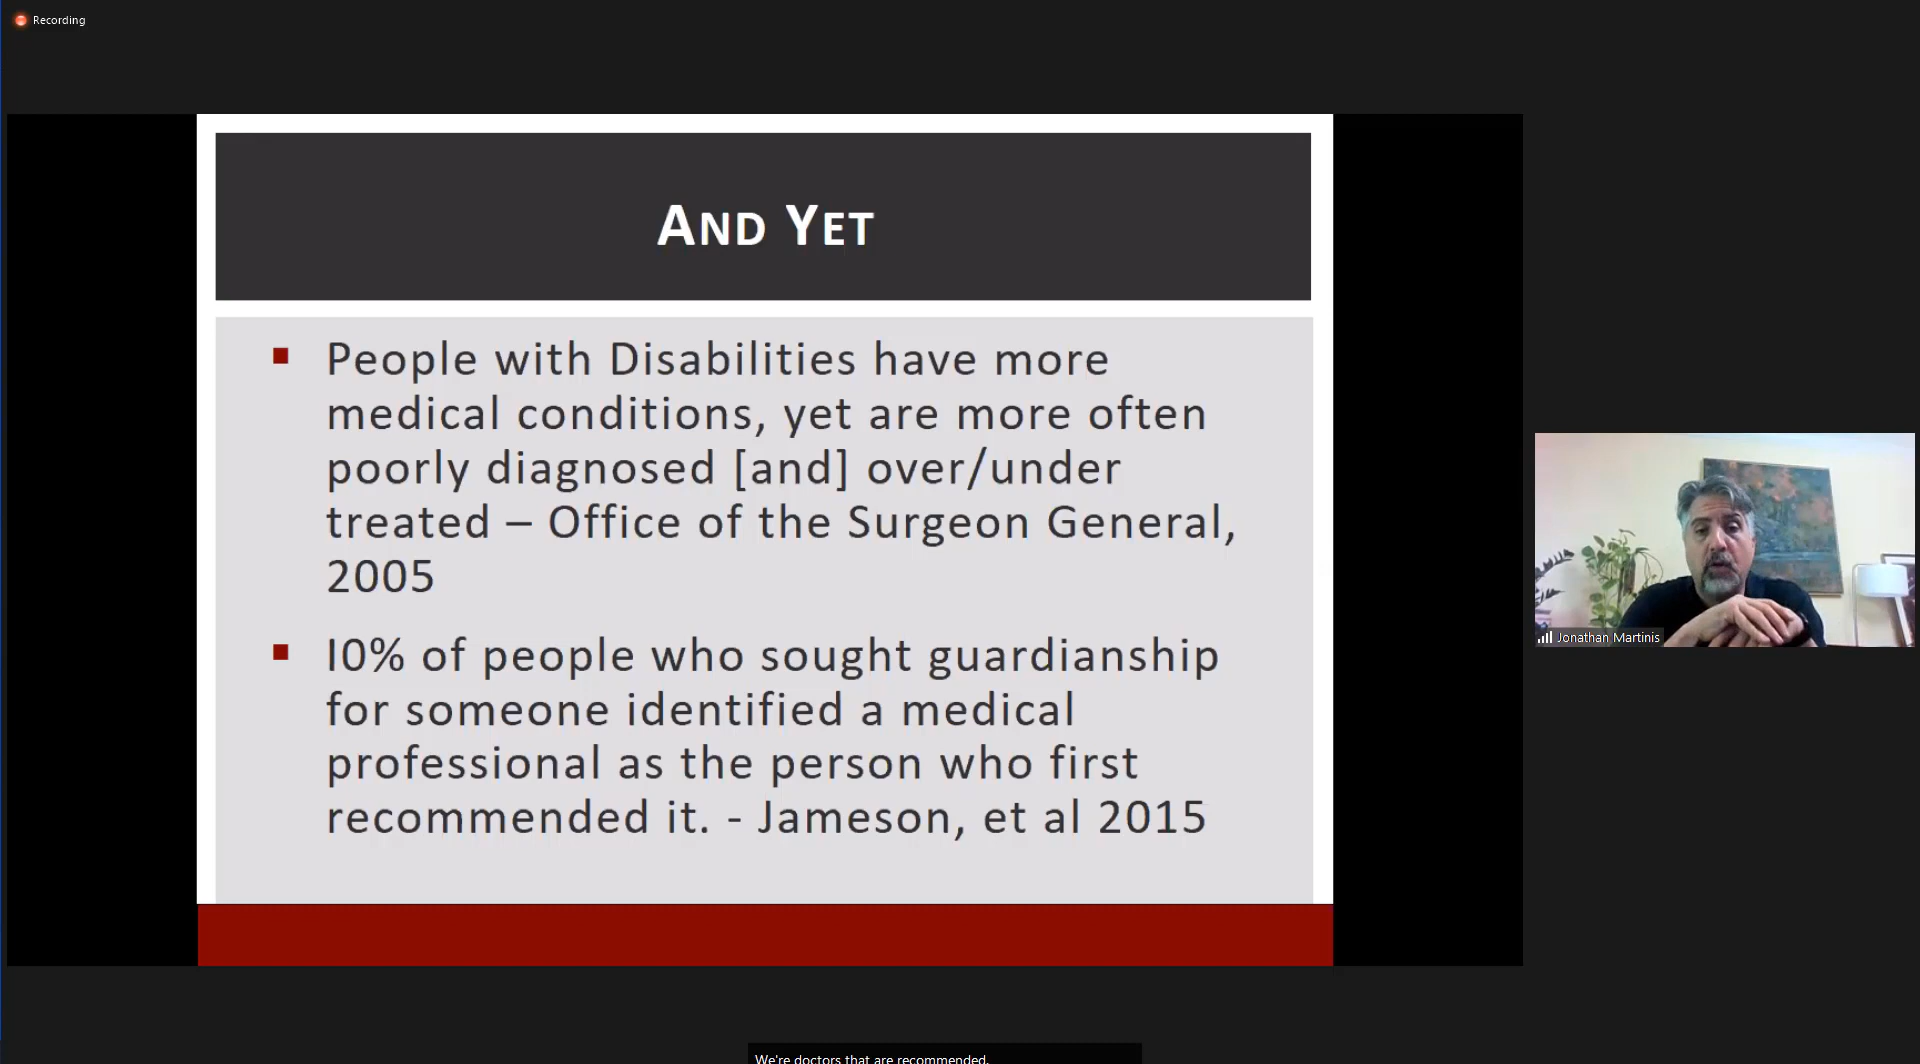 Recording
AND YET
People with Disabilities have more
medical conditions, yet are more often
poorly diagnosed [and] over/under
treated – Office of the Surgeon General,
2005
10% of people who sought guardianship
for someone identified a medical
professional as the person who first
recommended it. - Jameson, et al 2015
Jonathan Martinis
We're doctors that are recommended.